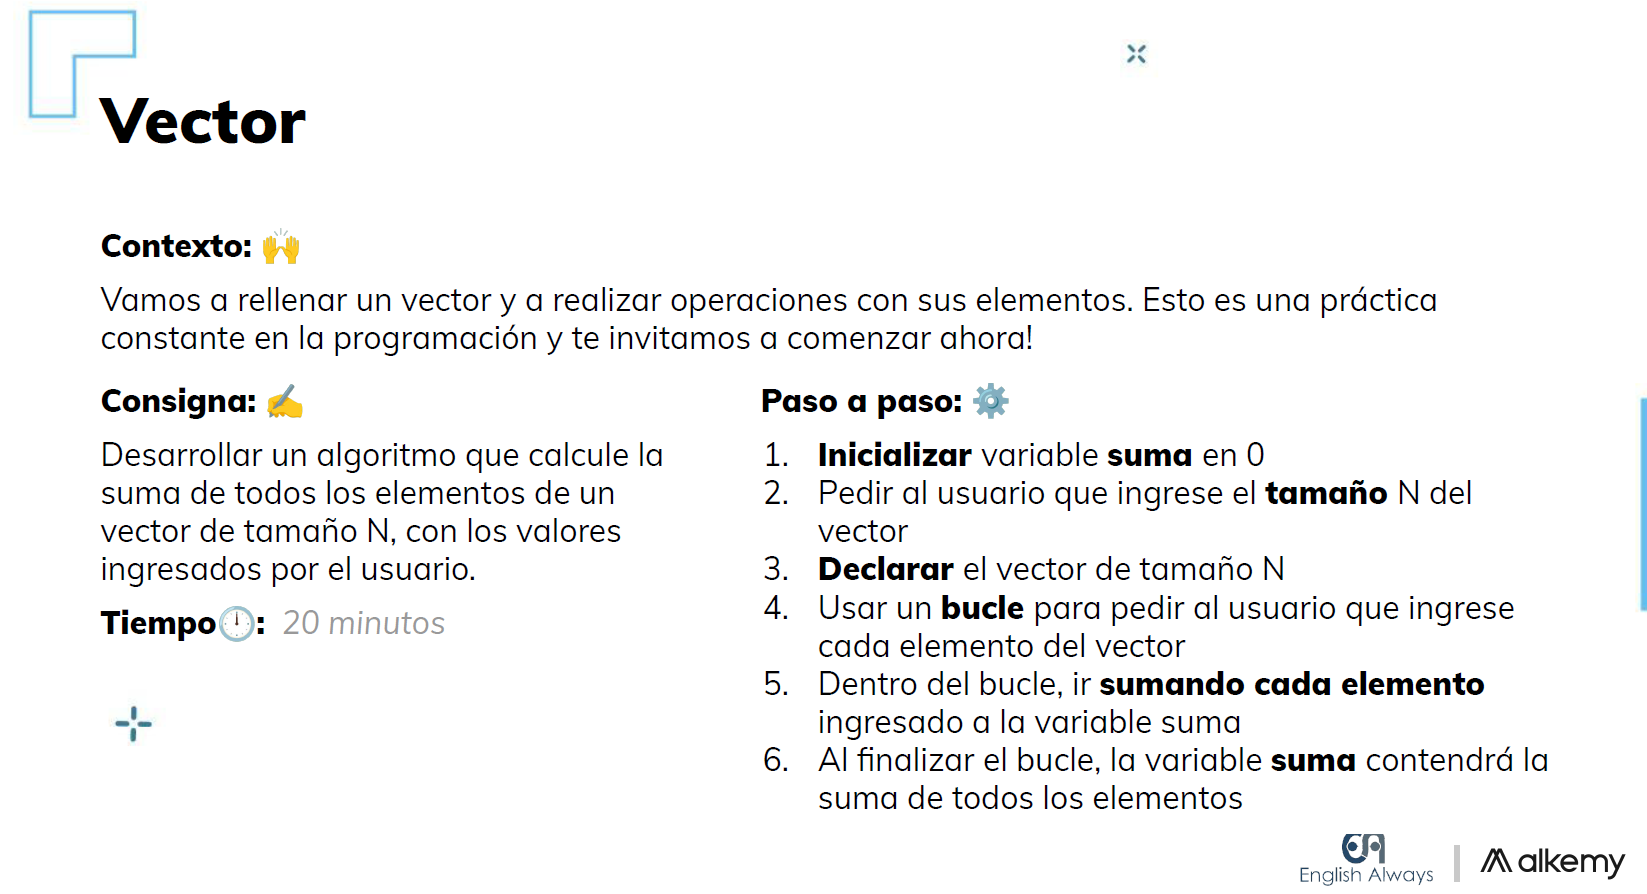 Vector
Contexto: 🙌
Vamos a rellenar un vector y a realizar operaciones con sus elementos. Esto es una práctica
constante en la programación y te invitamos a comenzar ahora!
Consigna: ✍️
Desarrollar un algoritmo que calcule la
suma de todos los elementos de un
vector de tamaño N, con los valores
ingresados por el usuario.
Tiempo🕛: 20 minutos
Paso a paso: ⚙️
1. Inicializar variable suma en 0
2. Pedir al usuario que ingrese el tamaño N del
vector
3. Declarar el vector de tamaño N
4. Usar un bucle para pedir al usuario que ingrese
cada elemento del vector
5. Dentro del bucle, ir sumando cada elemento
ingresado a la variable suma
6. Al finalizar el bucle, la variable suma contendrá la
suma de todos los elementos
English Always
alkemy